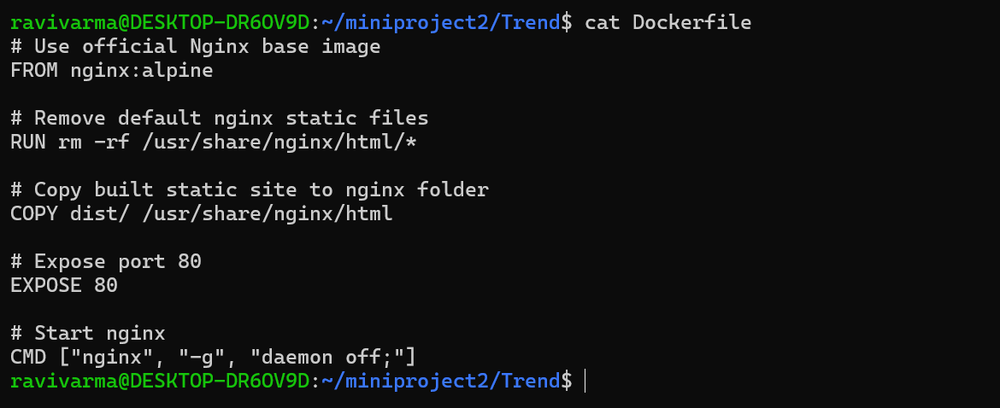 ravivarma@DESKTOP-DR6OV9D:~/miniproject2/Trend$ cat Dockerfile
# Use official Nginx base image
FROM nginx:alpine
# Remove default nginx static files
RUN rm -rf /usr/share/nginx/html/*
# Copy built static site to nginx folder
COPY dist/ /usr/share/nginx/html
# Expose port 80
EXPOSE 80
# Start nginx
CMD ["nginx", "-g", "daemon off;"]
ravivarma@DESKTOP-DR6OV9D:~/miniproject2/Trend$